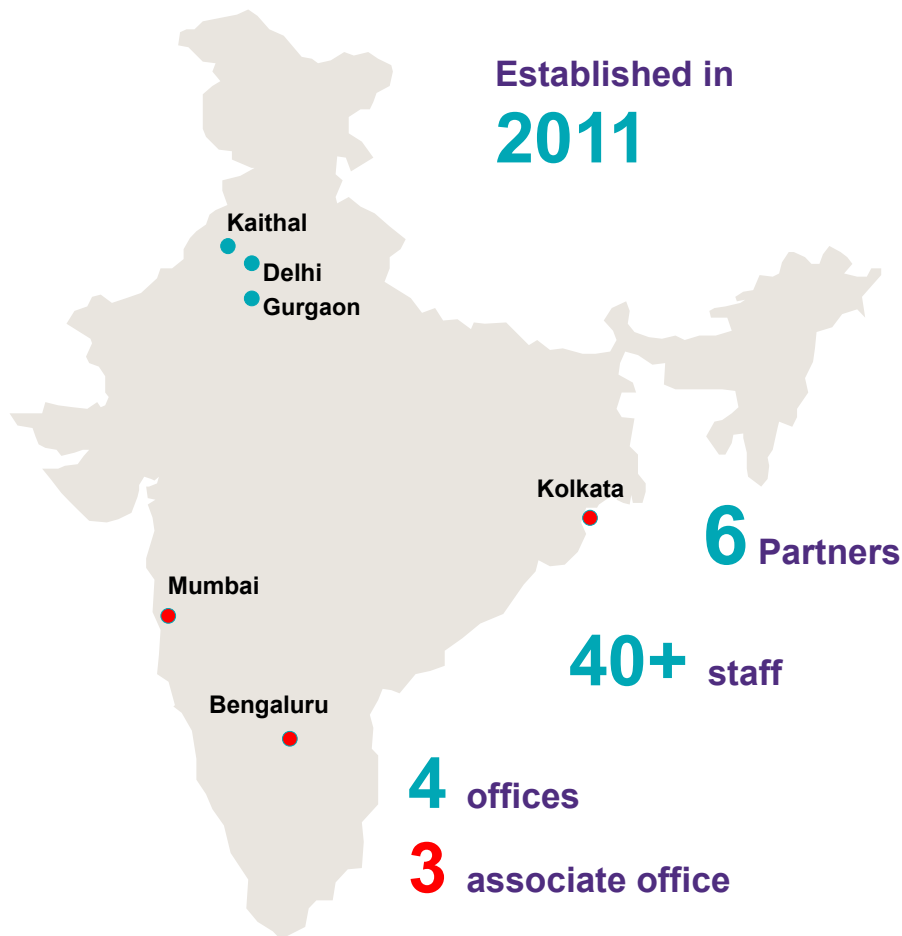 Established in
2011
Kaithal
Delhi
Gurgaon
Kolkata
6 Partners
Mumbai
40+ staff
Bengaluru
4 offices
3 associate office